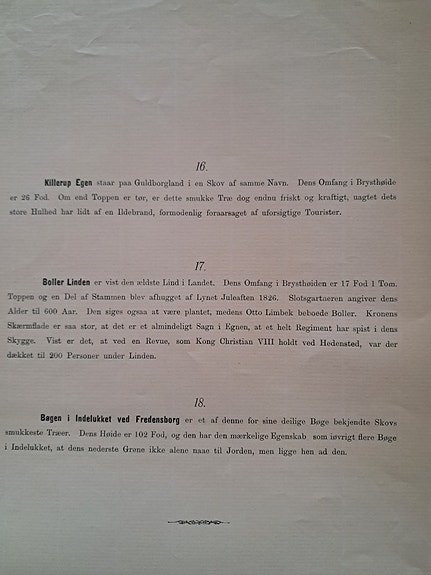 16.
Killerup Egen staar paa Guldborgland i en Skov af samme Navn. Dens Omfang i Brysthøide
er 26 Fod. Om end Toppen er tør, er dette smukke Træ dog endnu friskt og kraftigt, uagtet dets
store Hulhed har lidt af en Ildebrand, formodenlig foraarsaget af uforsigtige Tourister.
17.
Boller Linden er vist den ældste Lind i Landet. Dens Omfang i Brysthøiden er 17 Fod 1 Tom.
Toppen og en Del af Stammen blev afhugget af Lynet Juleaften 1826. Slotsgartneren angiver dens
Alder til 600 Aar. Den siges ogsaa at være plantet, medens Otto Limbek beboede Boller. Kronens
Skærmflade er saa stor, at det er et almindeligt Sagn i Egnen, at et helt Regiment har spist i dens
Skygge. Vist er det, at ved en Revue, som Kong Christian VIII holdt ved Hedensted, var der
dækket til 200 Personer under Linden.
18.
Bøgen i Indelukket ved Fredensborg er et af denne for sine deilige Bøge bekjendte Skovs
smukkeste Træer. Dens Høide er 102 Fod, og den har den mærkelige Egenskab som iøvrigt flere Bøge
i Indelukket, at dens nederste Grene ikke alene naae til Jorden, men ligge hen ad den.